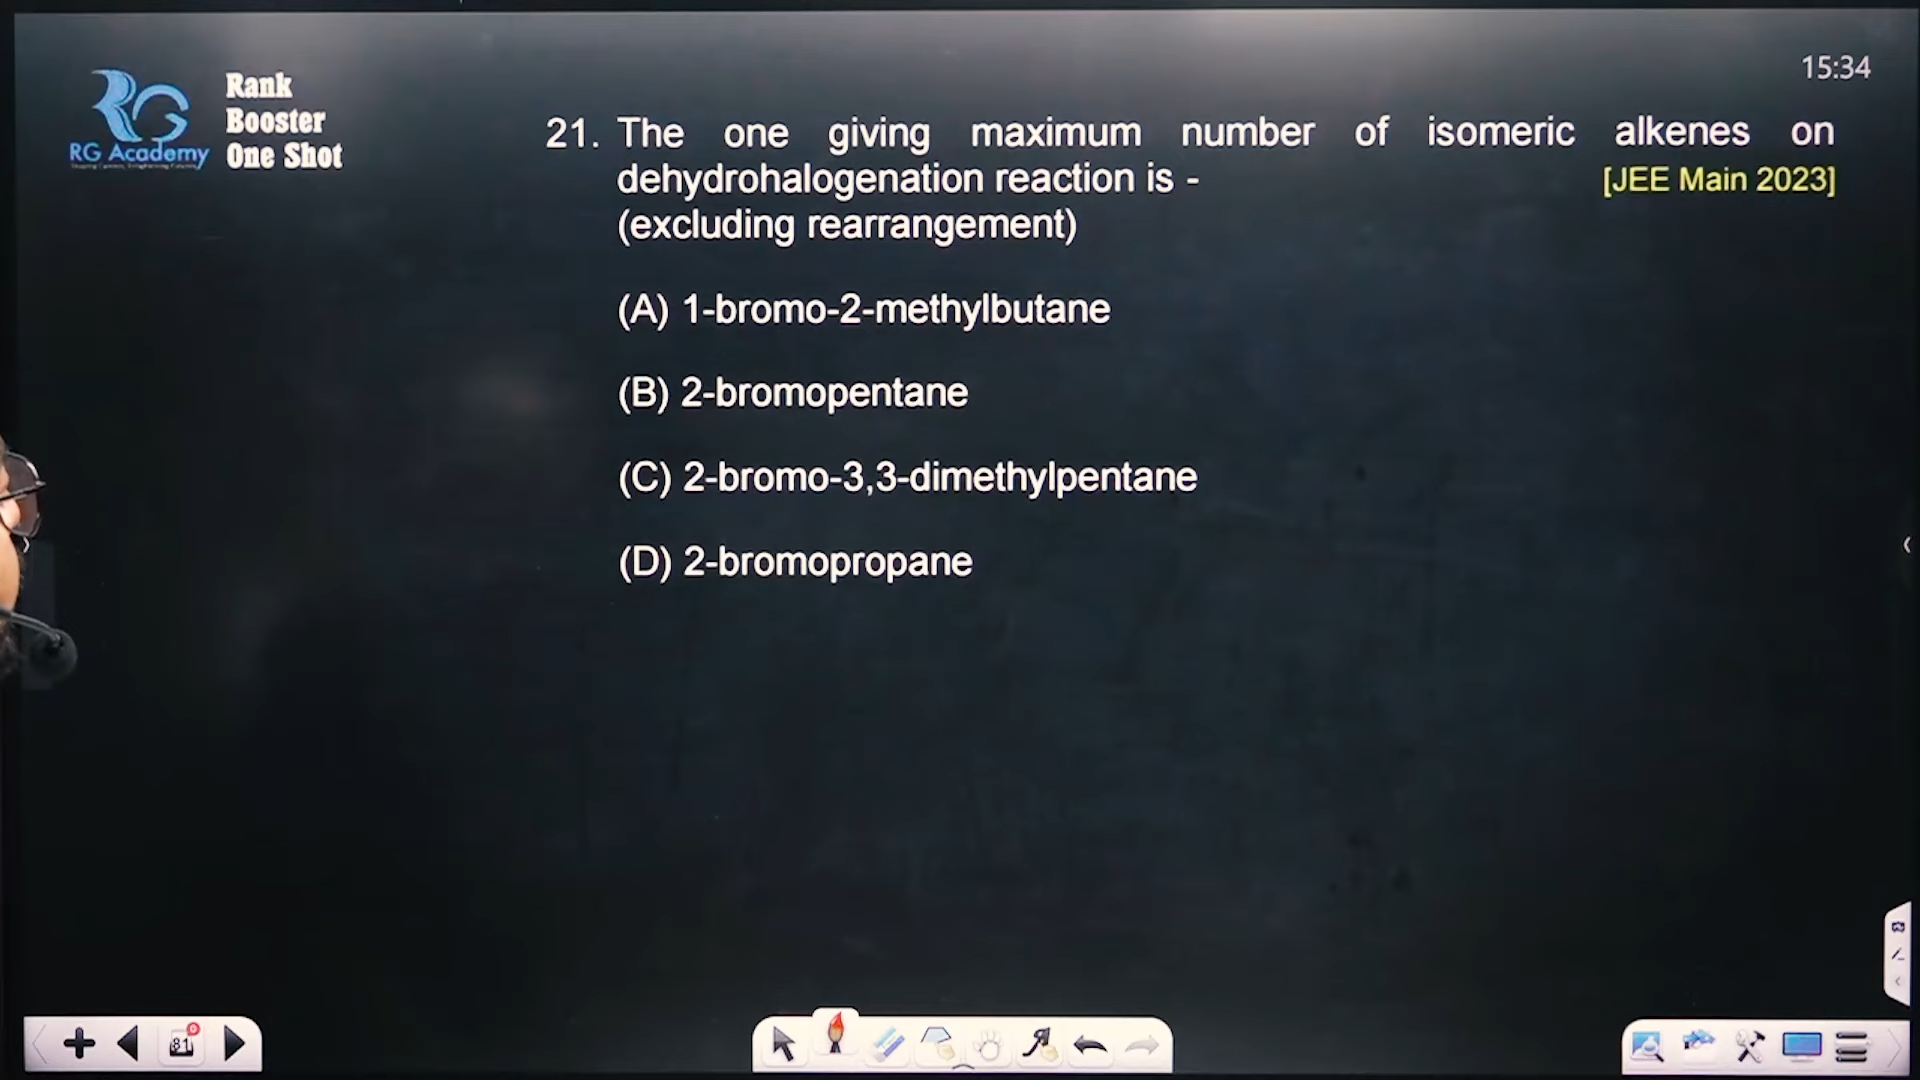 15:34
Rank
Booster
One Shot
RG Academy
21. The one giving maximum number of isomeric alkenes on
dehydrohalogenation reaction is -
[JEE Main 2023]
(excluding rearrangement)
(A) 1-bromo-2-methylbutane
(B) 2-bromopentane
(C) 2-bromo-3,3-dimethylpentane
(D) 2-bromopropane
81